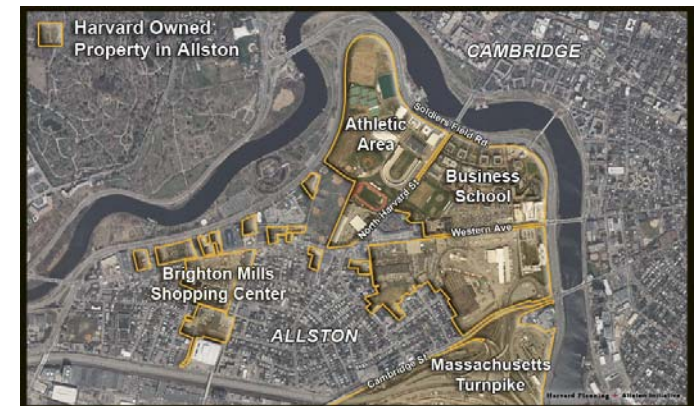 Harvard Owned
Property in Allston
CAMBRIDGE
Soldiers Field Rd
Athletic
Area
Business
School
North Harvard St
Western Ave
Brighton Mills
Shopping Center
ALLSTON
Cambridge St
Massachusetts
Turnpike
Harvard Planning + Allston Initiative